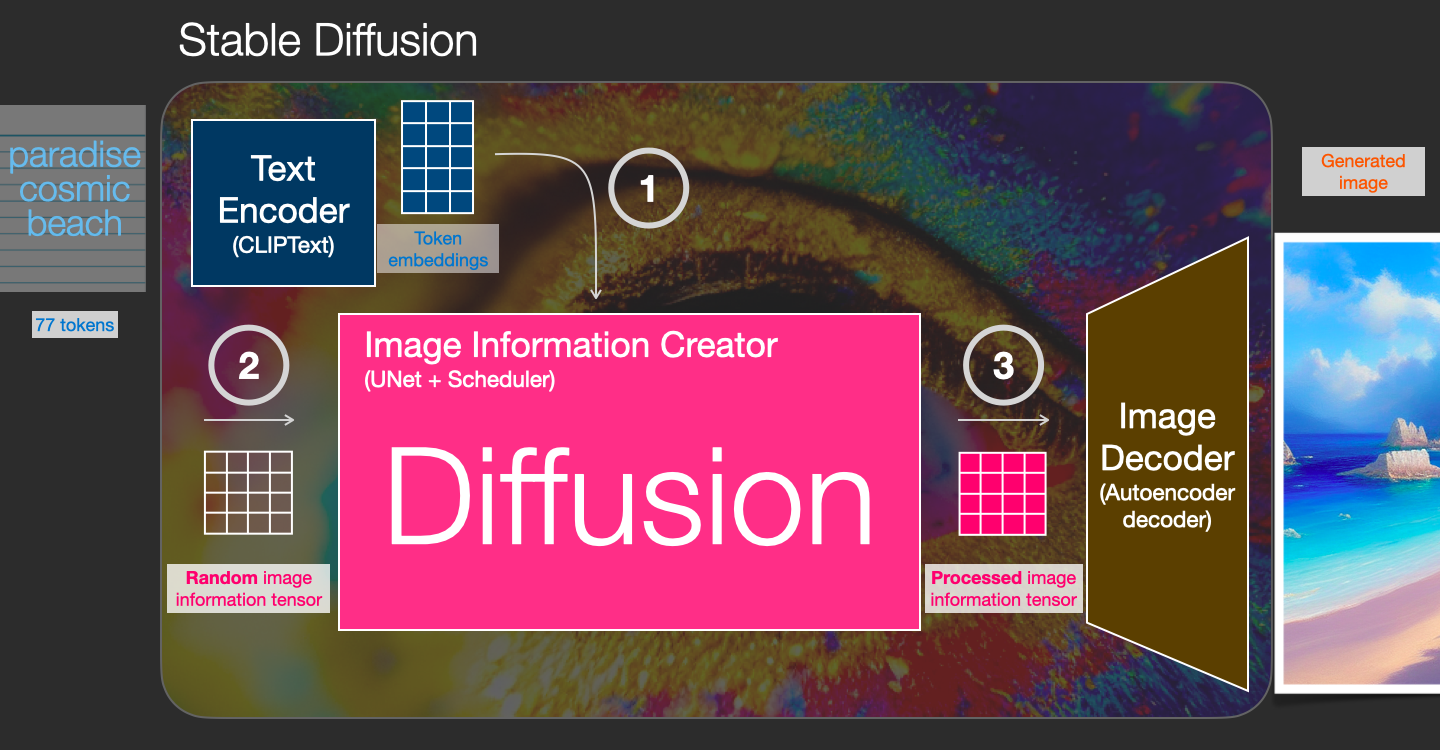 Stable Diffusion
paradise
cosmic
beach
77 tokens
Text
Encoder
(CLIPText)
Token
embeddings
1
2
Random image
information tensor
Image Information Creator
(UNet + Scheduler)
Diffusion
3
Processed image
information tensor
Image
Decoder
(Autoencoder
decoder)
Generated
image